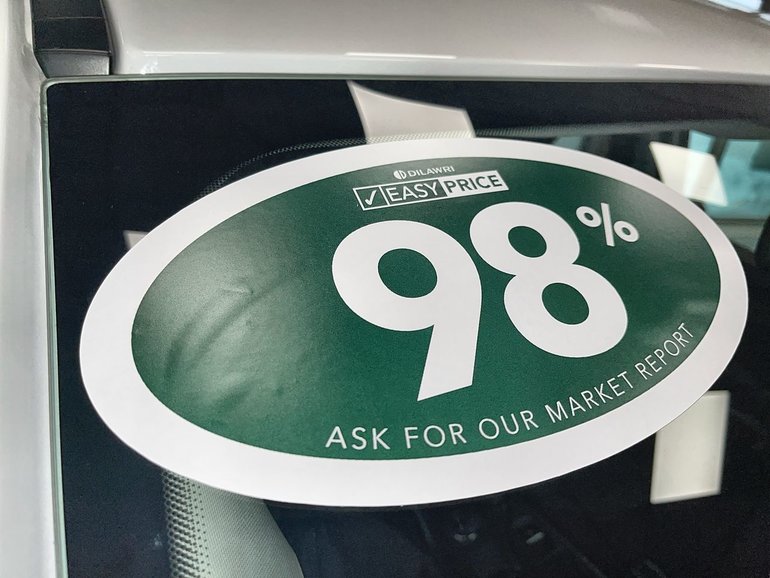 DILAWRI
✓ EASY PRICE
98%
ASK FOR OUR MARKET REPORT